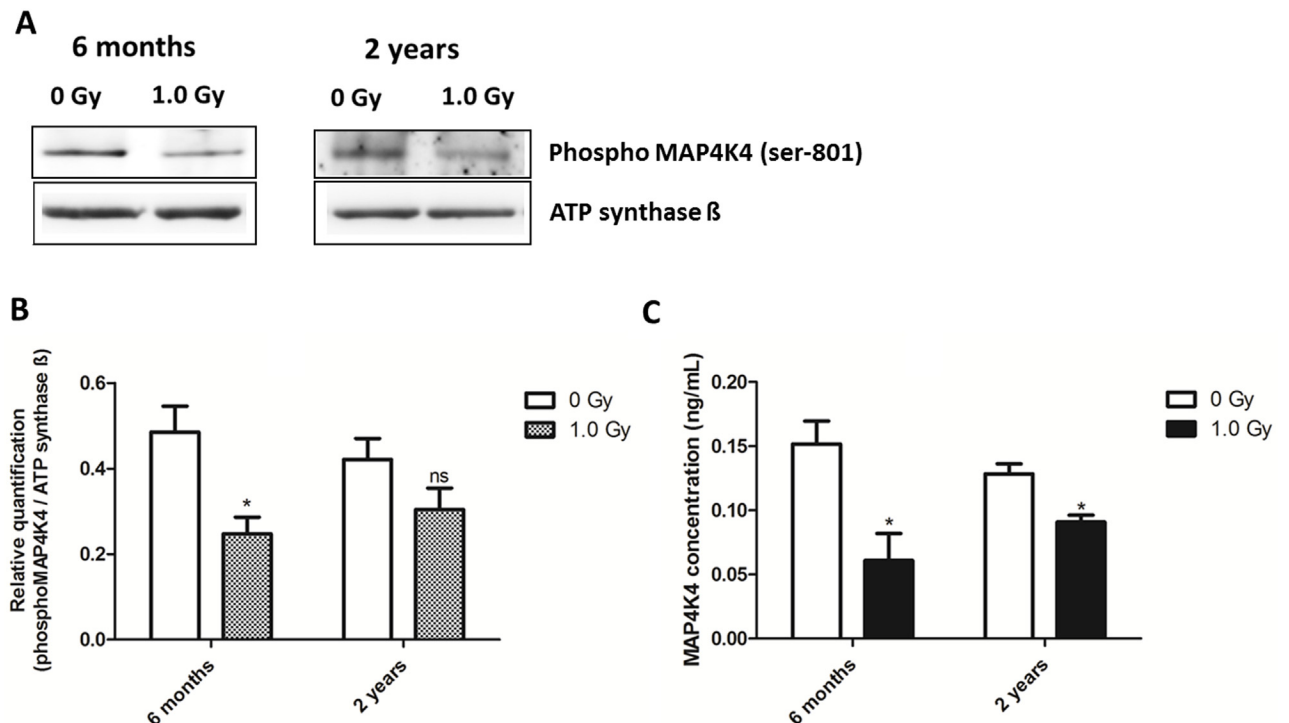 A
6 months
2 years
0 Gy
1.0 Gy
0 Gy
1.0 Gy
Phospho MAP4K4 (ser-801)
ATP synthase ß
B
Relative quantification
(phosphoMAP4K4 / ATP synthase ß)
0.6
0.4
0.2
0.0
*
ns
6 months
2 years
0 Gy
1.0 Gy
C
MAP4K4 concentration (ng/mL)
0.20
0.15
0.10
0.05
0.00
*
*
6 months
2 years
0 Gy
1.0 Gy